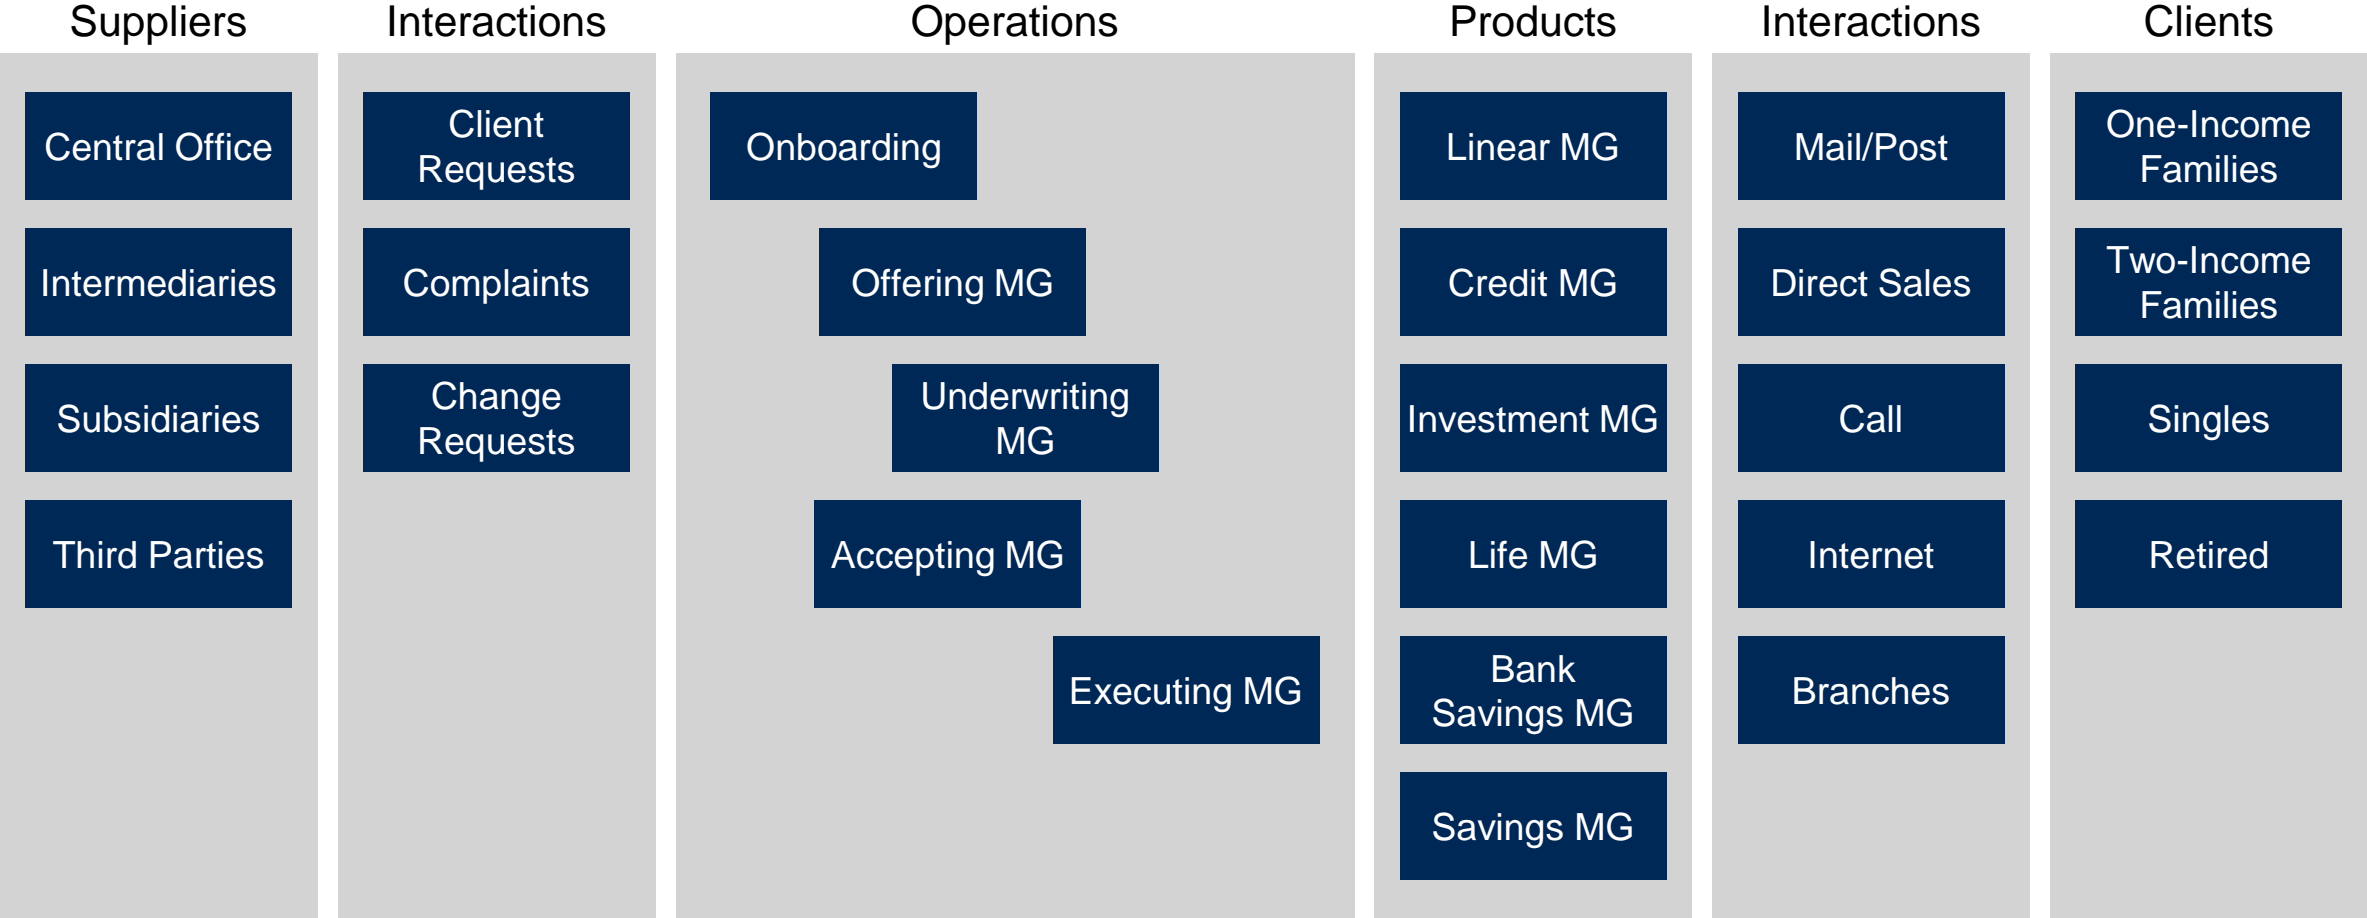 Suppliers
Central Office
Intermediaries
Subsidiaries
Third Parties
Interactions
Client
Requests
Complaints
Change
Requests
Operations
Onboarding
Offering MG
Underwriting
MG
Accepting MG
Executing MG
Products
Linear MG
Credit MG
Investment MG
Life MG
Bank
Savings MG
Savings MG
Interactions
Mail/Post
Direct Sales
Call
Internet
Branches
Clients
One-Income
Families
Two-Income
Families
Singles
Retired